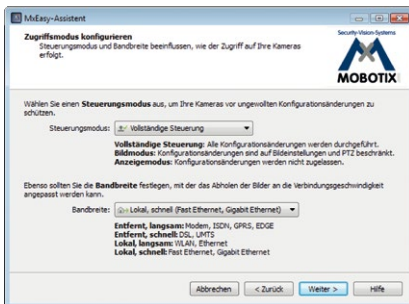 MxEasy-Assistent
Zugriffsmodus konfigurieren
Steuerungsmodus und Bandbreite beeinflussen, wie der Zugriff auf Ihre Kameras
erfolgt.
Security-Vision-Systems
MOBOTIX
Wählen Sie einen Steuerungsmodus aus, um Ihre Kameras vor ungewollten Konfigurationsänderungen zu
schützen.
Steuerungsmodus: Vollständige Steuerung
Vollständige Steuerung: Alle Konfigurationsänderungen werden durchgeführt.
Bildmodus: Konfigurationsänderungen sind auf Bildeinstellungen und PTZ beschränkt.
Anzeigemodus: Konfigurationsänderungen werden nicht zugelassen.
Ebenso sollten Sie die Bandbreite festlegen, mit der das Abholen der Bilder an die Verbindungsgeschwindigkeit
angepasst werden kann.
Bandbreite: Lokal, schnell (Fast Ethernet, Gigabit Ethernet)
Entfernt, langsam: Modem, ISDN, GPRS, EDGE
Entfernt, schnell: DSL, UMTS
Lokal, langsam: WLAN, Ethernet
Lokal, schnell: Fast Ethernet, Gigabit Ethernet
Abbrechen < Zurück Weiter > Hilfe